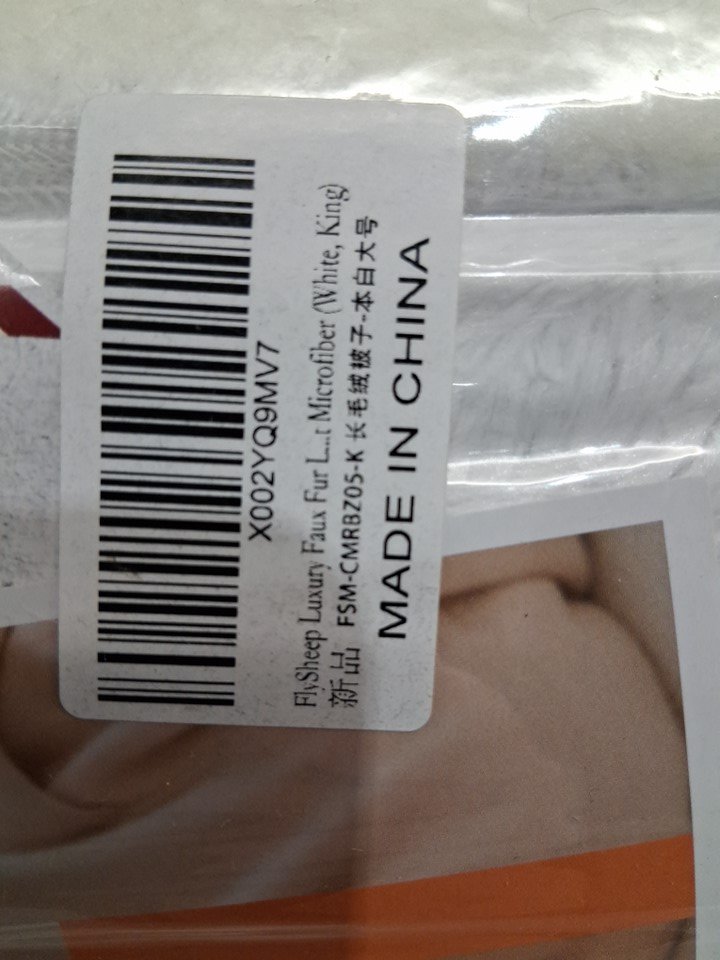 X002YQ9MV7
FlySheep Luxury Faux Fur L...t Microfiber (White, King)
新品 FSM-CMRBZ05-K 长毛绒被子-本白大号
MADE IN CHINA